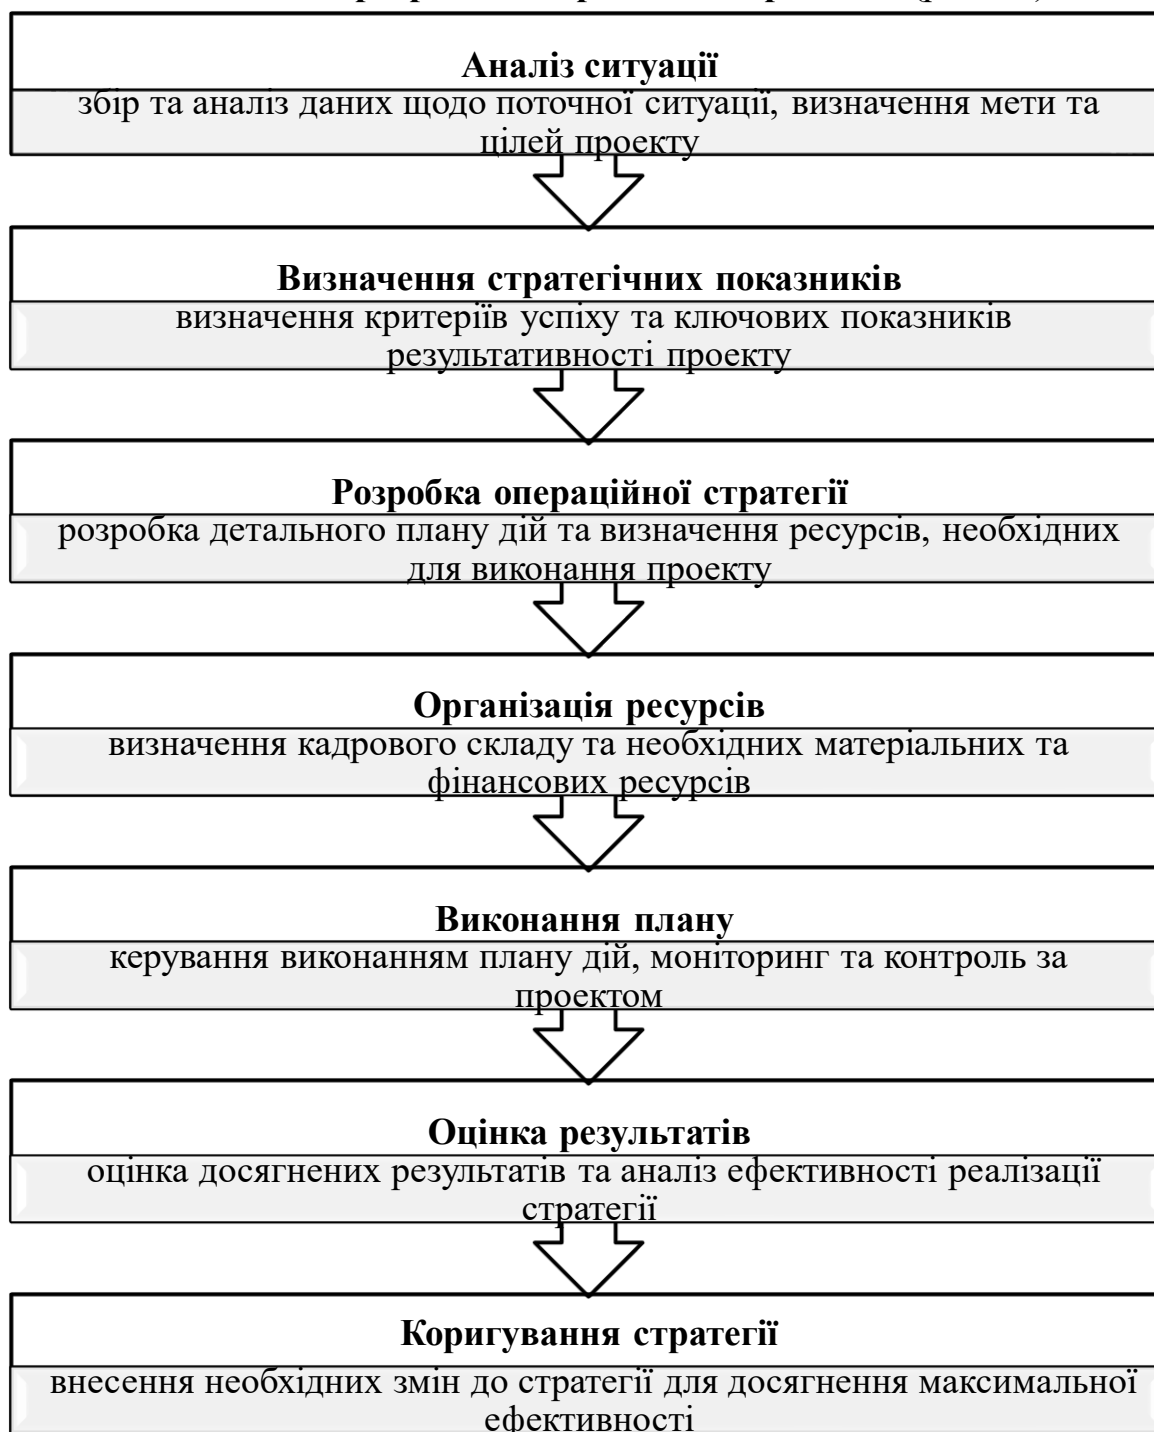 Аналіз ситуації
збір та аналіз даних щодо поточної ситуації, визначення мети та
цілей проекту
Визначення стратегічних показників
визначення критеріїв успіху та ключових показників
результативності проекту
Розробка операційної стратегії
розробка детального плану дій та визначення ресурсів, необхідних
для виконання проекту
Організація ресурсів
визначення кадрового складу та необхідних матеріальних та
фінансових ресурсів
Виконання плану
керування виконанням плану дій, моніторинг та контроль за
проектом
Оцінка результатів
оцінка досягнених результатів та аналіз ефективності реалізації
стратегії
Коригування стратегії
внесення необхідних змін до стратегії для досягнення максимальної
ефективності